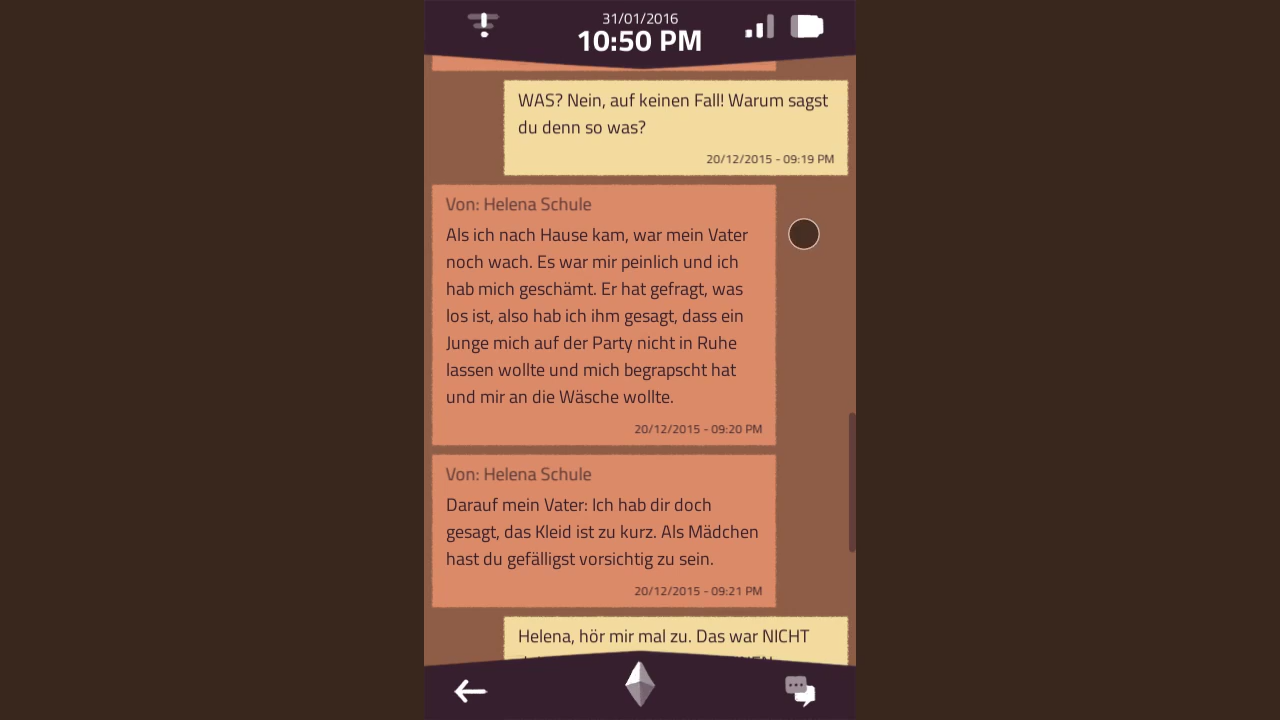 31/01/2016
10:50 PM
WAS? Nein, auf keinen Fall! Warum sagst
du denn so was?
20/12/2015 - 09:19 PM
Von: Helena Schule
Als ich nach Hause kam, war mein Vater
noch wach. Es war mir peinlich und ich
hab mich geschämt. Er hat gefragt, was
los ist, also hab ich ihm gesagt, dass ein
Junge mich auf der Party nicht in Ruhe
lassen wollte und mich begrapscht hat
und mir an die Wäsche wollte.
20/12/2015 - 09:20 PM
Von: Helena Schule
Darauf mein Vater: Ich hab dir doch
gesagt, das Kleid ist zu kurz. Als Mädchen
hast du gefälligst vorsichtig zu sein.
20/12/2015 - 09:21 PM
Helena, hör mir mal zu. Das war NICHT